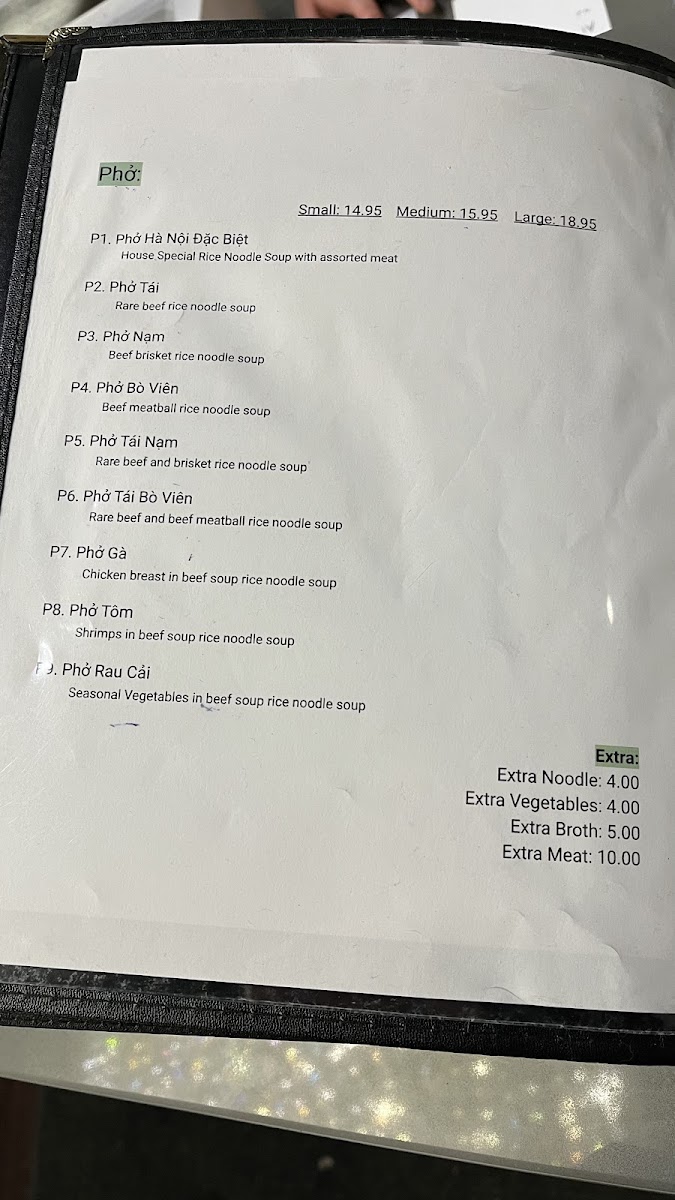 Phở:
Small: 14.95 Medium: 15.95 Large: 18.95
P1. Phở Hà Nội Đặc Biệt
House Special Rice Noodle Soup with assorted meat
P2. Phở Tái
Rare beef rice noodle soup
P3. Phở Nạm
Beef brisket rice noodle soup
P4. Phở Bò Viên
Beef meatball rice noodle soup
P5. Phở Tái Nạm
Rare beef and brisket rice noodle soup
P6. Phở Tái Bò Viên
Rare beef and beef meatball rice noodle soup
P7. Phở Gà
Chicken breast in beef soup rice noodle soup
P8. Phở Tôm
Shrimps in beef soup rice noodle soup
P9. Phở Rau Cải
Seasonal Vegetables in beef soup rice noodle soup
Extra:
Extra Noodle: 4.00
Extra Vegetables: 4.00
Extra Broth: 5.00
Extra Meat: 10.00